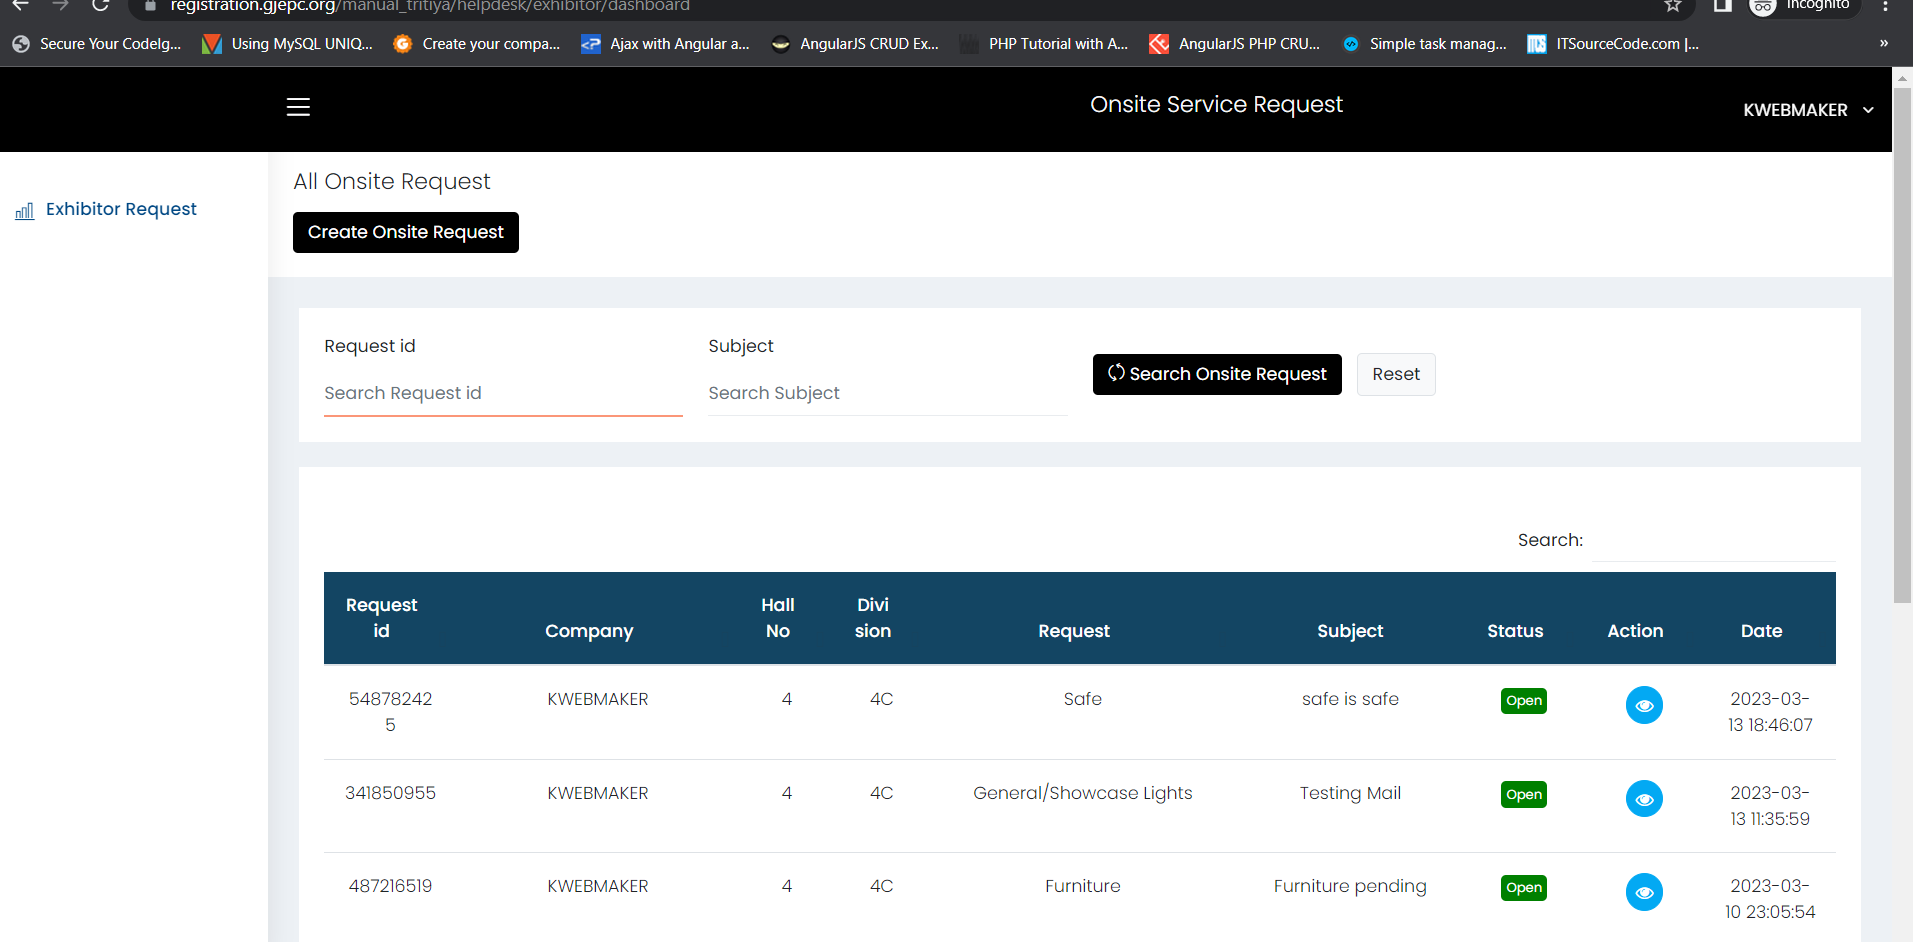 registration.gjepc.org/manual_tritiya/helpdesk/exhibitor/dashboard
Incognito
Secure Your CodeIg...
Using MySQL UNIQ...
Create your compa...
Ajax with Angular a...
AngularJS CRUD Ex...
PHP Tutorial with A...
AngularJS PHP CRU...
Simple task manag...
ITSourceCode.com |...
»
Onsite Service Request
KWEBMAKER
Exhibitor Request
All Onsite Request
Create Onsite Request
Request id
Subject
Search Request id
Search Subject
Search Onsite Request
Reset
Search:
Request
id
Company
Hall
No
Divi
sion
Request
Subject
Status
Action
Date
54878242
5
KWEBMAKER
4
4C
Safe
safe is safe
Open
2023-03-
13 18:46:07
341850955
KWEBMAKER
4
4C
General/Showcase Lights
Testing Mail
Open
2023-03-
13 11:35:59
487216519
KWEBMAKER
4
4C
Furniture
Furniture pending
Open
2023-03-
10 23:05:54